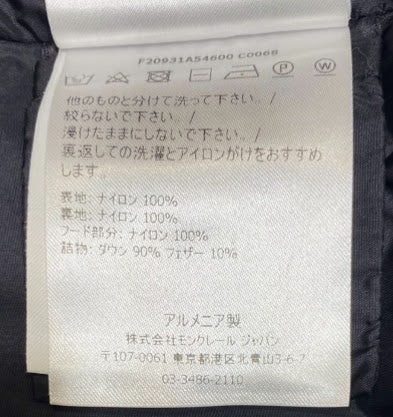 F20931A54600 C0068
P W
他のものと分けて洗って下さい。/
絞らないで下さい。/
浸けたままにしないで下さい。/
裏返しての洗濯とアイロンがけをおすすめ
します。
表地: ナイロン 100%
裏地: ナイロン 100%
フード部分: ナイロン 100%
詰物: ダウン 90% フェザー 10%
アルメニア製
株式会社モンクレール ジャパン
〒107-0061 東京都港区北青山3-6-7
03-3486-2110